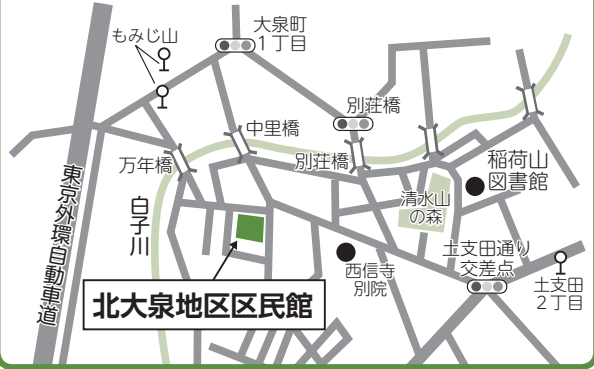 大泉町
１丁目
もみじ山
別荘橋
中里橋
別荘橋
万年橋
稲荷山
図書館
清水山
の森
白子川
東京外環自動車道
土支田通り
交差点
西信寺
別院
土支田
２丁目
北大泉地区区民館